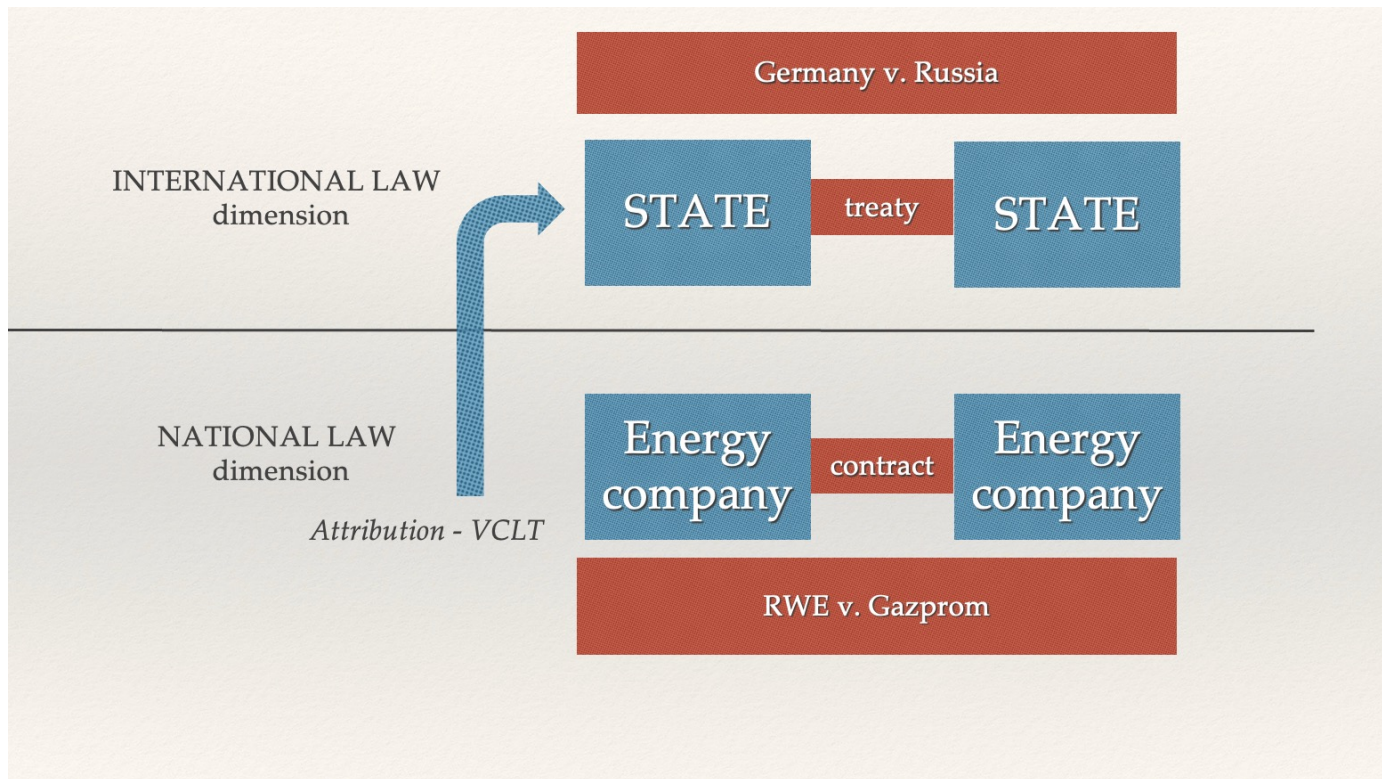 Germany v. Russia
INTERNATIONAL LAW
dimension
STATE
treaty
STATE
NATIONAL LAW
dimension
Energy
company
contract
Energy
company
Attribution - VCLT
RWE v. Gazprom